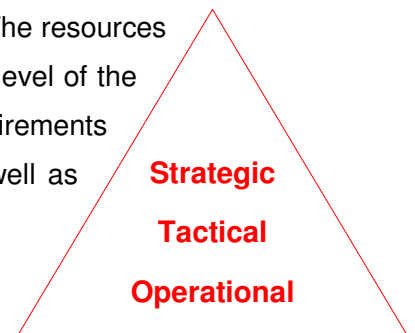 The resources
evel of the
irements
well as
Strategic
Tactical
Operational